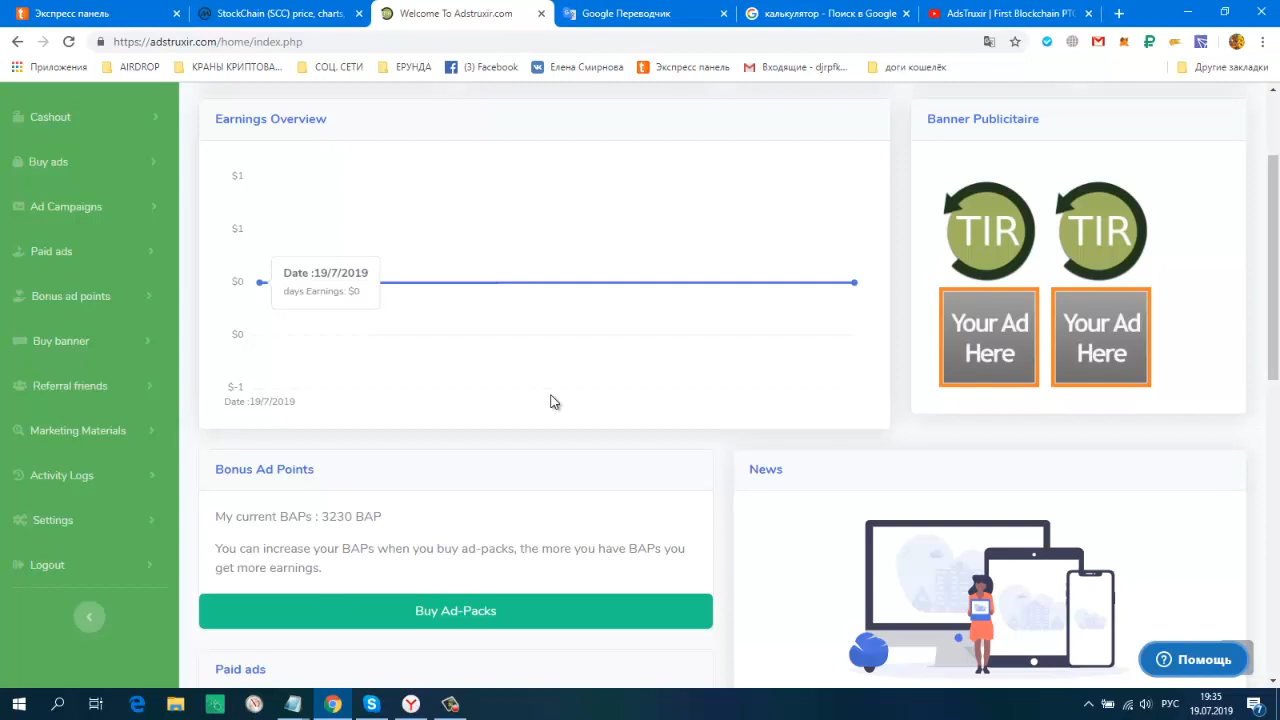 Экспресс панель
StockChain (SCC) price, charts,
Welcome To Adstruxir.com
Google Переводчик
калькулятор - Поиск в Google
AdsTruxir | First Blockchain PTC
https://adstruxir.com/home/index.php
Приложения
AIRDROP
КРАНЫ КРИПТОВА...
СОЦ. СЕТИ
ЕРУНДА
(3) Facebook
Елена Смирнова
Экспресс панель
Входящие - djrpfk...
доги кошелёк
Другие закладки
Cashout
Buy ads
Ad Campaigns
Paid ads
Bonus ad points
Buy banner
Referral friends
Marketing Materials
Activity Logs
Settings
Logout
Earnings Overview
$1
$1
$0
$0
$-1
Date :19/7/2019
days Earnings: $0
Date :19/7/2019
Banner Publicitaire
TIR
TIR
Your Ad
Here
Your Ad
Here
Bonus Ad Points
My current BAPs : 3230 BAP
You can increase your BAPs when you buy ad-packs, the more you have BAPs you
get more earnings.
Buy Ad-Packs
Paid ads
News
Помощь
РУС
19:35
19.07.2019